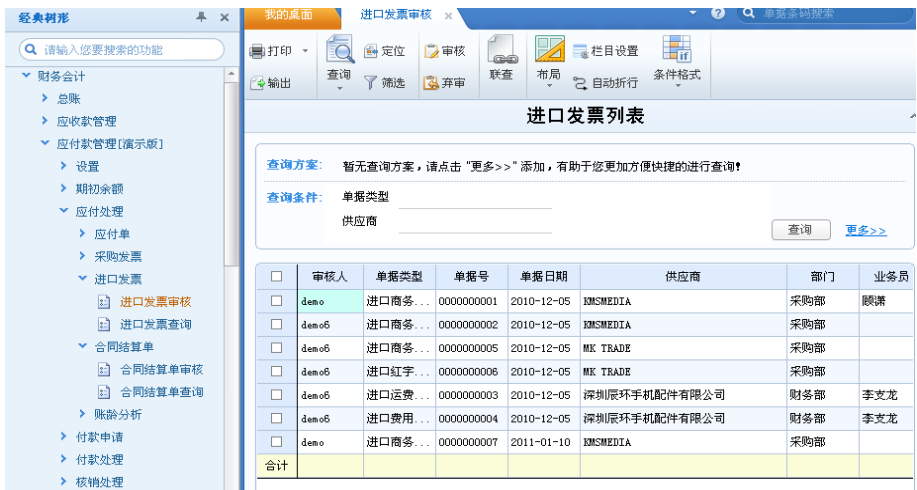 经典树形
我的桌面 进口发票审核 单据条码搜索
请输入您要搜索的功能
财务会计
总账
应收款管理
应付款管理[演示版]
设置
期初余额
应付处理
应付单
采购发票
进口发票
进口发票审核
进口发票查询
合同结算单
合同结算单审核
合同结算单查询
账龄分析
付款申请
付款处理
核销处理
打印 查询 定位 审核 联查 布局 栏目设置 条件格式
输出 筛选 弃审 自动折行
进口发票列表
查询方案: 暂无查询方案，请点击 "更多>>" 添加，有助于您更加方便快捷的进行查询!
查询条件: 单据类型
供应商 查询 更多>>
审核人 单据类型 单据号 单据日期 供应商 部门 业务员
demo 进口商务... 0000000001 2010-12-05 KMSMEDIA 采购部 顾萧
demo6 进口商务... 0000000002 2010-12-05 KMSMEDIA 采购部
demo6 进口商务... 0000000005 2010-12-05 MK TRADE 采购部
demo6 进口红字... 0000000006 2010-12-05 MK TRADE 采购部
demo6 进口运费... 0000000003 2010-12-05 深圳辰环手机配件有限公司 财务部 李支龙
demo6 进口费用... 0000000004 2010-12-05 深圳辰环手机配件有限公司 财务部 李支龙
demo 进口商务... 0000000007 2011-01-10 KMSMEDIA 采购部
合计